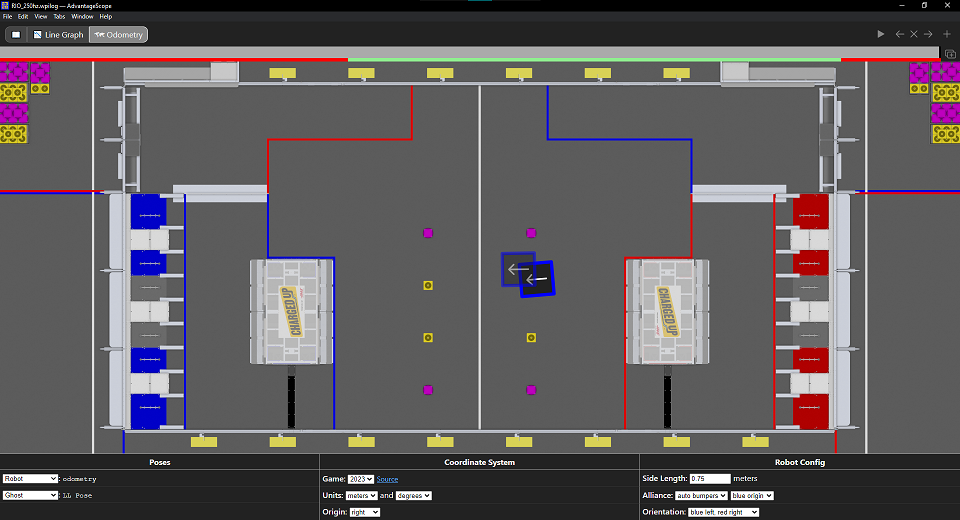 RIO_250hz.wpilog — AdvantageScope
File Edit View Tabs Window Help
Line Graph Odometry
CHARGED UP CHARGED UP
Poses
Robot : odometry
Ghost : LL Pose
Coordinate System
Game: 2023 Source
Units: meters and degrees
Origin: right
Robot Config
Side Length: 0.75 meters
Alliance: auto bumpers blue origin
Orientation: blue left, red right